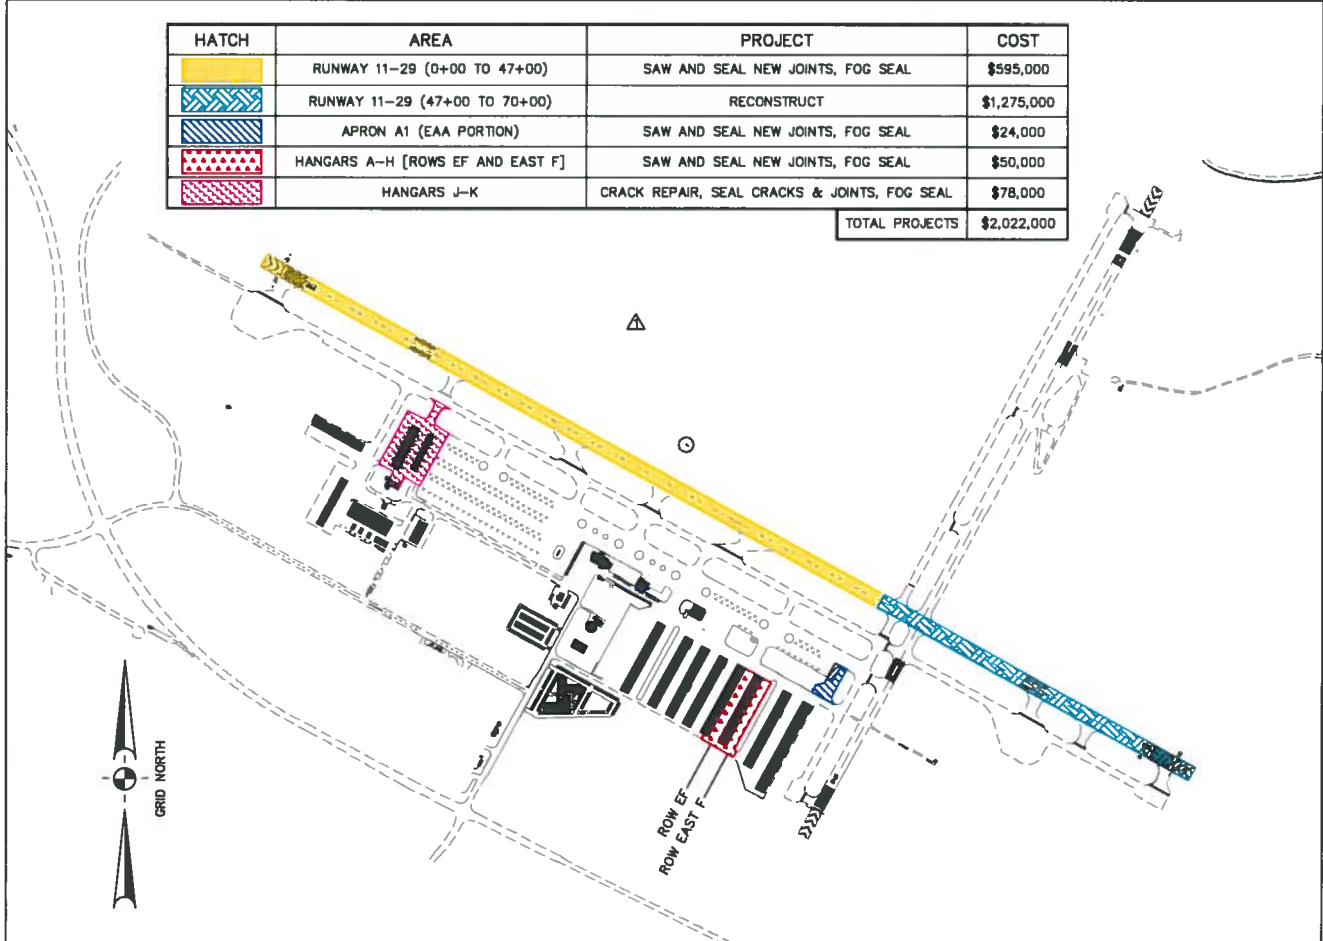 HATCH AREA PROJECT COST
RUNWAY 11-29 (0+00 TO 47+00) SAW AND SEAL NEW JOINTS, FOG SEAL $595,000
RUNWAY 11-29 (47+00 TO 70+00) RECONSTRUCT $1,275,000
APRON A1 (EAA PORTION) SAW AND SEAL NEW JOINTS, FOG SEAL $24,000
HANGARS A-H [ROWS EF AND EAST F] SAW AND SEAL NEW JOINTS, FOG SEAL $50,000
HANGARS J-K CRACK REPAIR, SEAL CRACKS & JOINTS, FOG SEAL $78,000
TOTAL PROJECTS $2,022,000
GRID NORTH
ROW EF
ROW EAST F